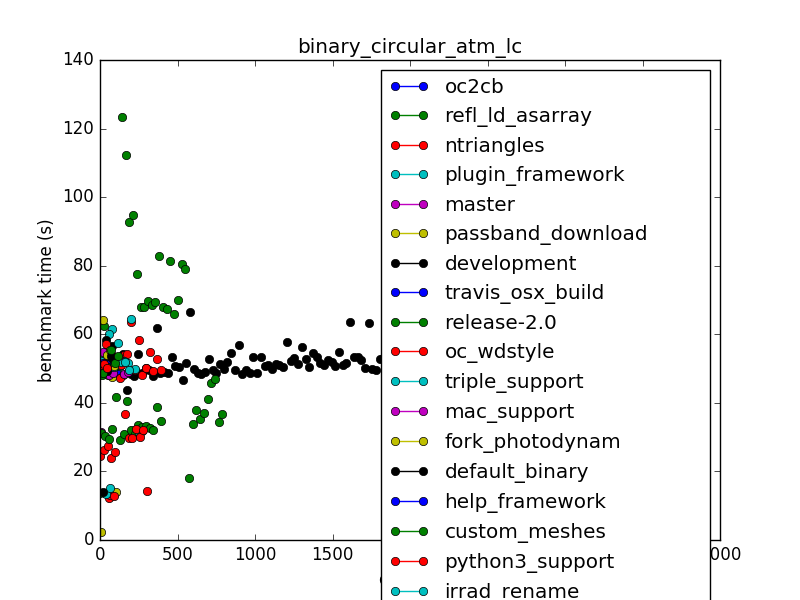 binary_circular_atm_lc
140
120
100
80
60
40
20
0
benchmark time (s)
0
500
1000
1500
000
oc2cb
refl_ld_asarray
ntriangles
plugin_framework
master
passband_download
development
travis_osx_build
release-2.0
oc_wdstyle
triple_support
mac_support
fork_photodynam
default_binary
help_framework
custom_meshes
python3_support
irrad_rename